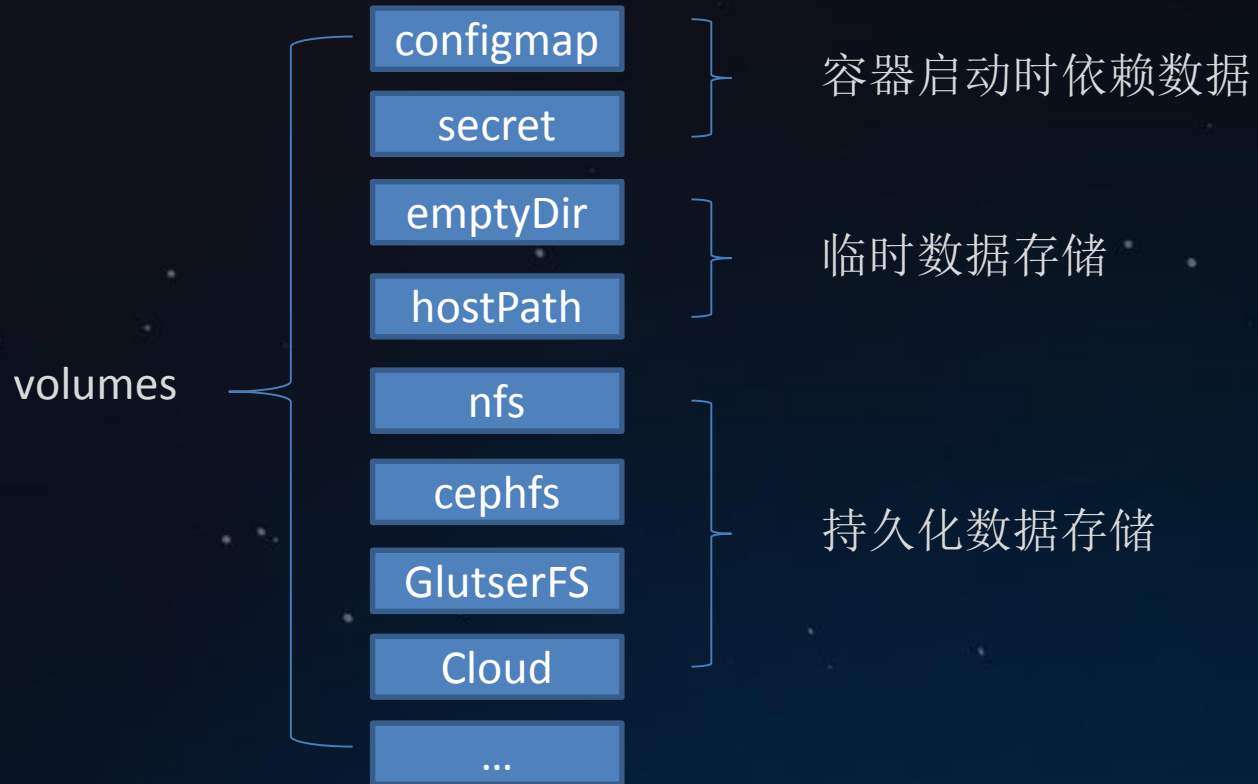 configmap
容器启动时依赖数据
secret
emptyDir
临时数据存储
hostPath
volumes
nfs
cephfs
持久化数据存储
GlutserFS
Cloud
...